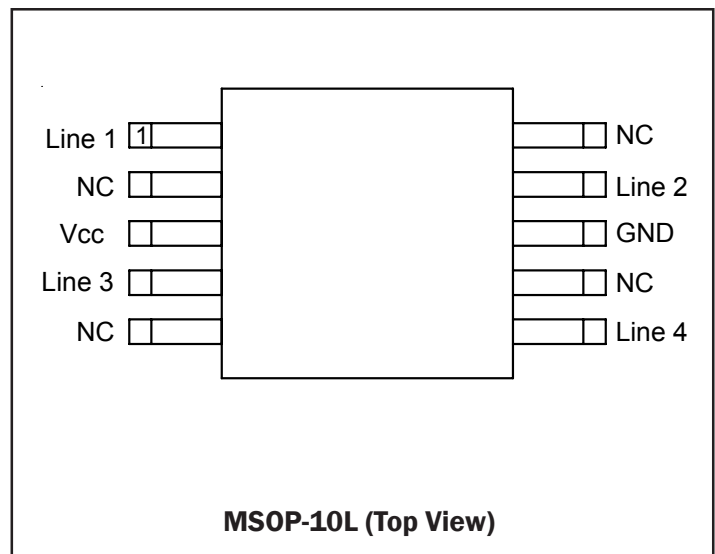 Line 1 1 NC
NC Line 2
Vcc GND
Line 3 NC
NC Line 4
MSOP-10L (Top View)